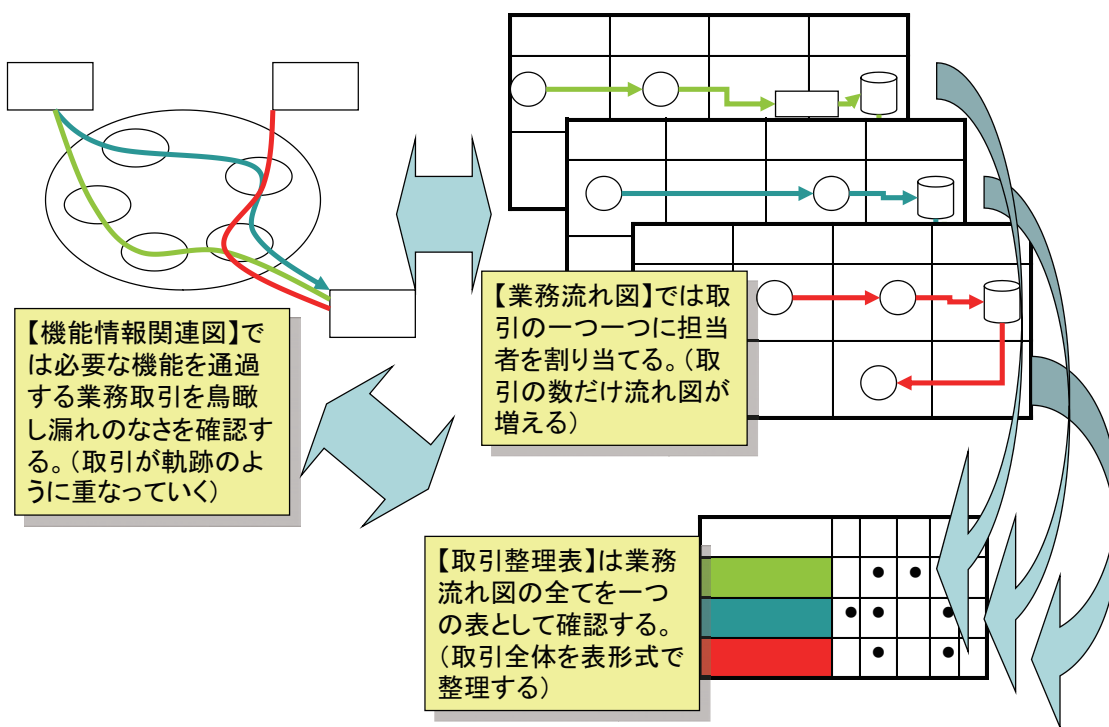 【機能情報関連図】で
は必要な機能を通過
する業務取引を鳥瞰
し漏れのなさを確認す
る。(取引が軌跡のよ
うに重なっていく)
【業務流れ図】では取
引の一つ一つに担当
者を割り当てる。(取
引の数だけ流れ図が
増える)
【取引整理表】は業務
流れ図の全てを一つ
の表として確認する。
(取引全体を表形式で
整理する)